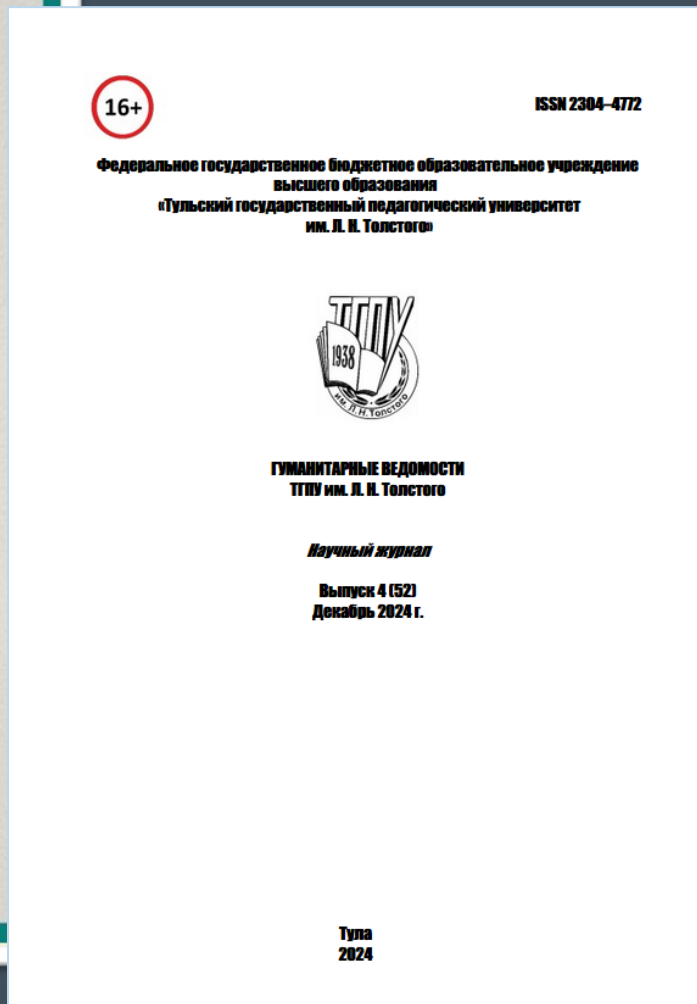 16+
ISSN 2304–4772
Федеральное государственное бюджетное образовательное учреждение
высшего образования
«Тульский государственный педагогический университет
им. Л. Н. Толстого»
ТГПУ
1938
им. Л.Н.Толстого
ГУМАНИТАРНЫЕ ВЕДОМОСТИ
ТГПУ им. Л. Н. Толстого
Научный журнал
Выпуск 4 (52)
Декабрь 2024 г.
Тула
2024